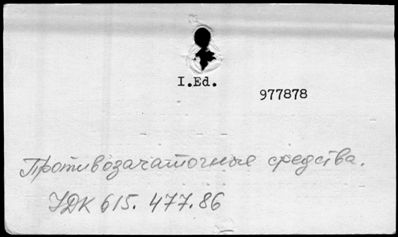 I.Ed.
977878
Противозачаточные средства.
УДК 615.477.86